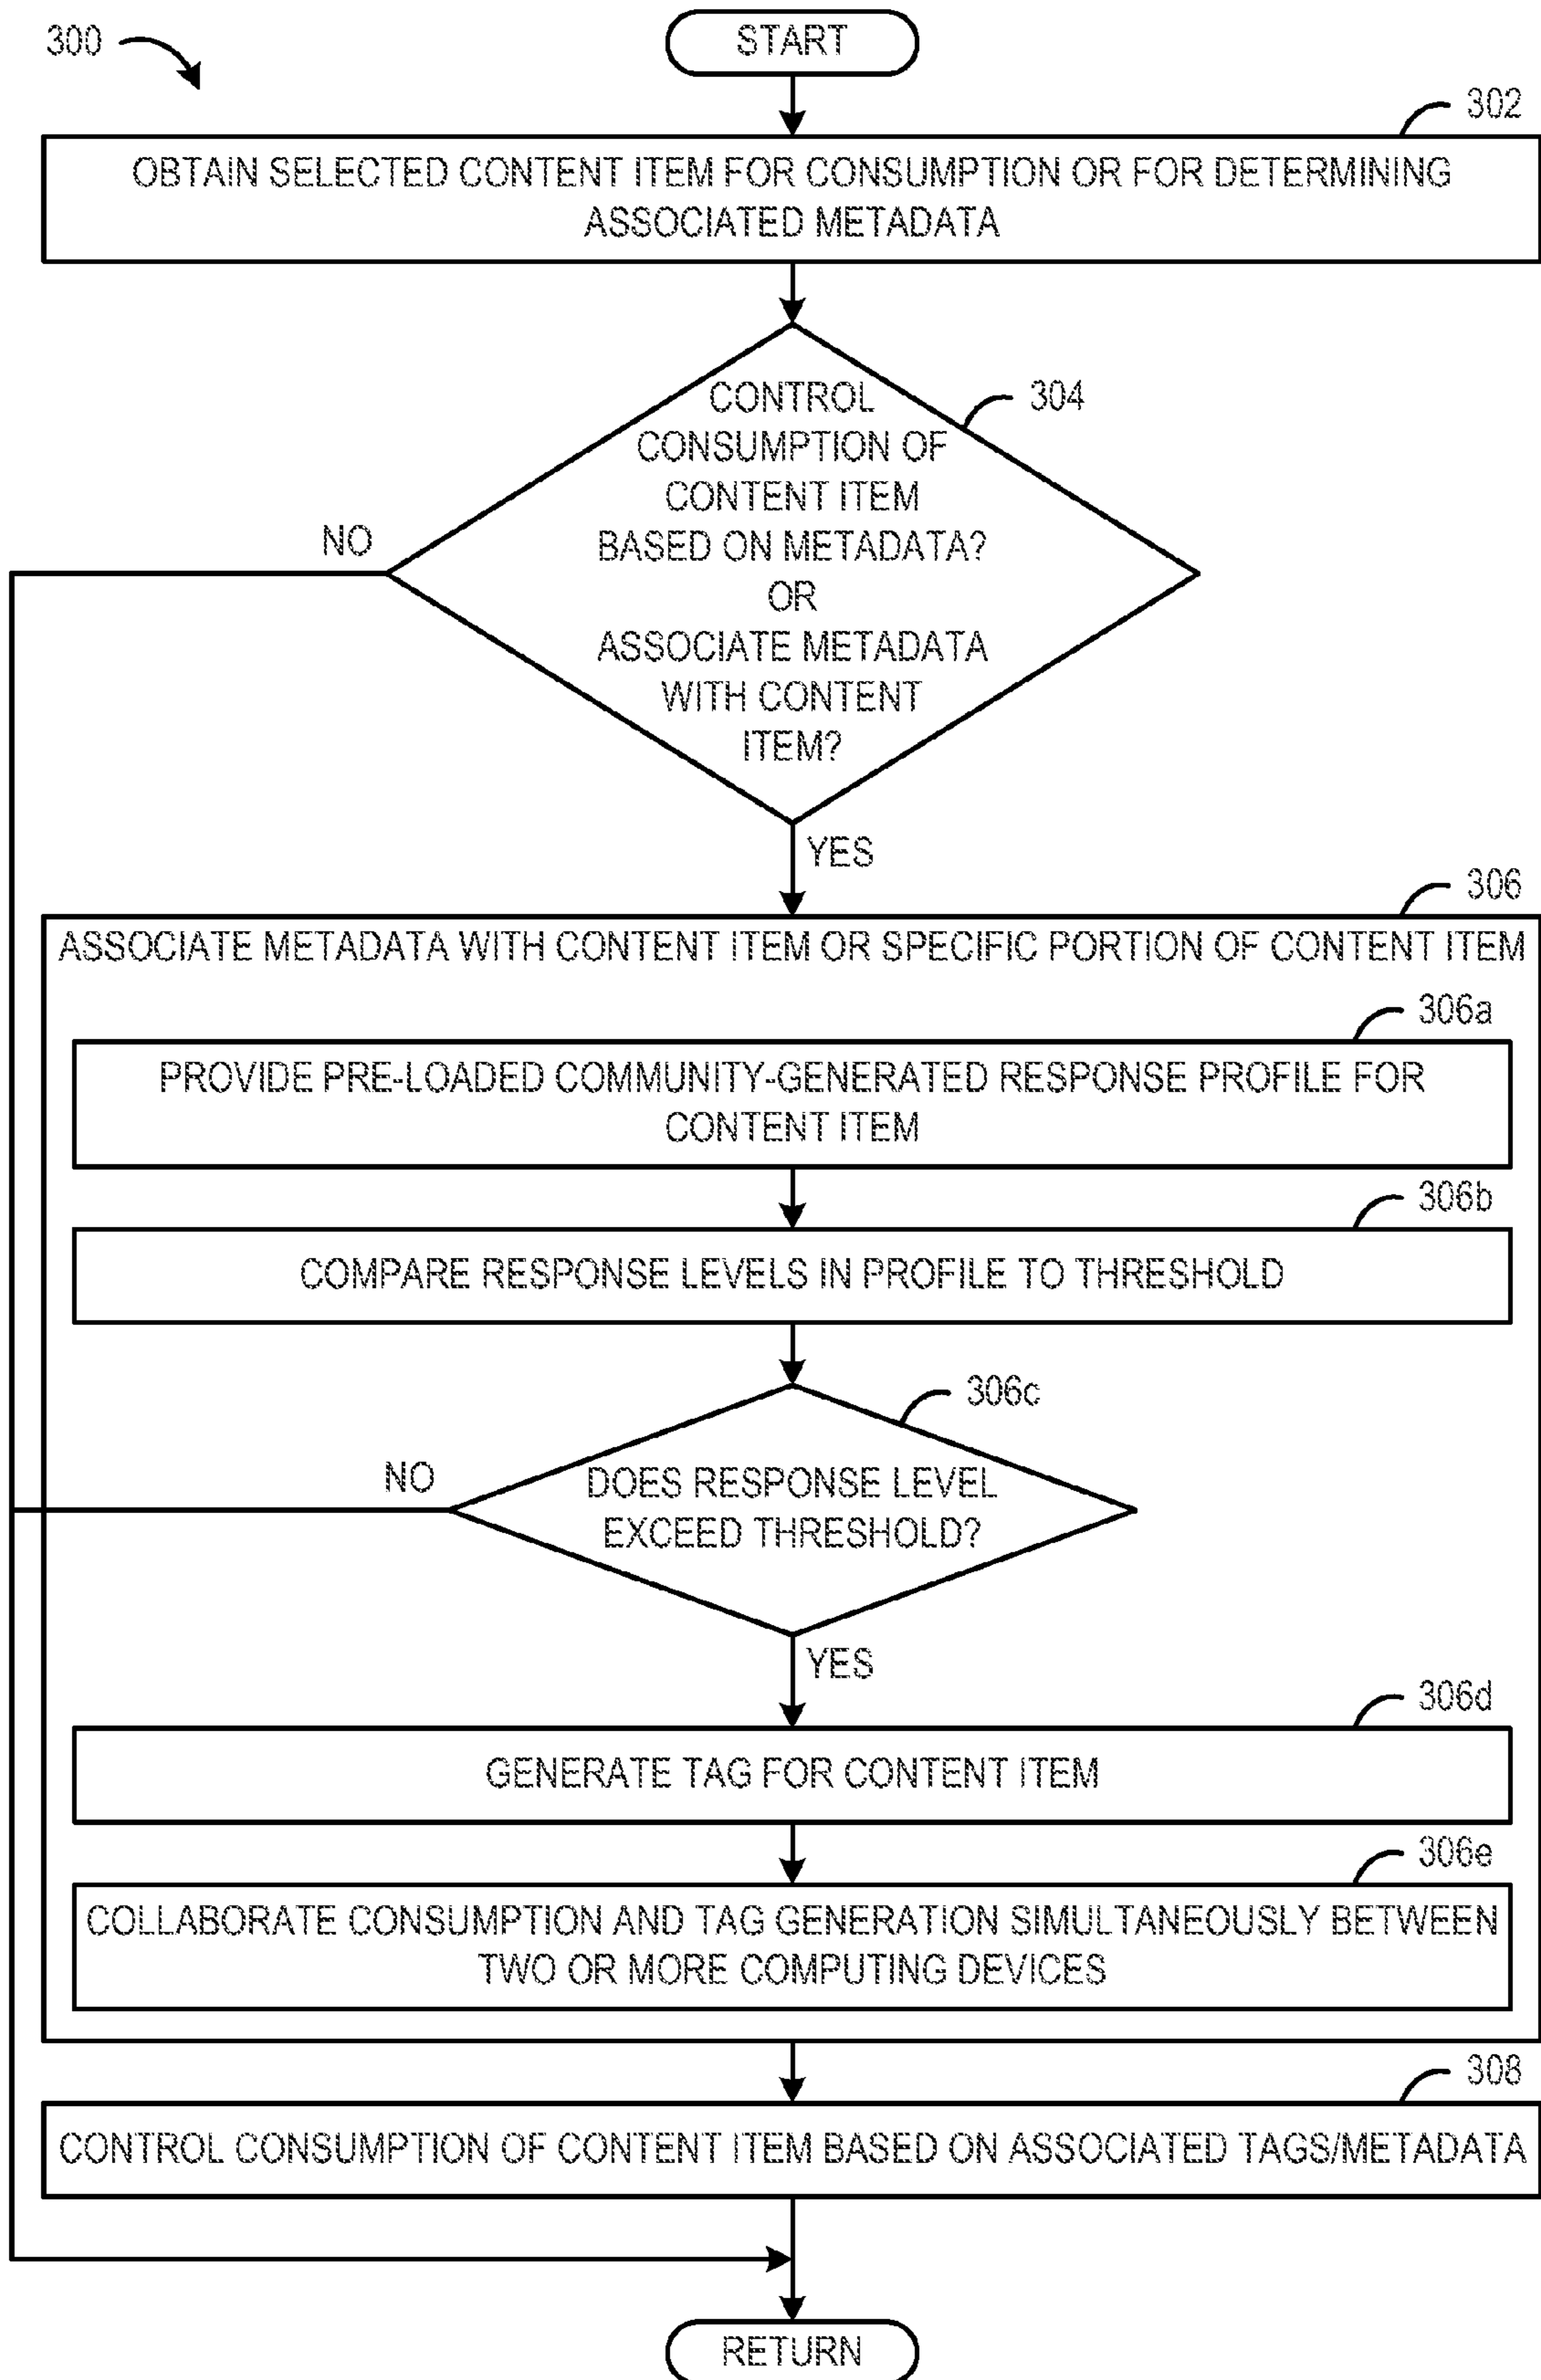 300
START
302
OBTAIN SELECTED CONTENT ITEM FOR CONSUMPTION OR FOR DETERMINING
ASSOCIATED METADATA
304
CONTROL
CONSUMPTION OF
CONTENT ITEM
BASED ON METADATA?
OR
ASSOCIATE METADATA
WITH CONTENT
ITEM?
NO
YES
306
ASSOCIATE METADATA WITH CONTENT ITEM OR SPECIFIC PORTION OF CONTENT ITEM
306a
PROVIDE PRE-LOADED COMMUNITY-GENERATED RESPONSE PROFILE FOR
CONTENT ITEM
306b
COMPARE RESPONSE LEVELS IN PROFILE TO THRESHOLD
306c
DOES RESPONSE LEVEL
EXCEED THRESHOLD?
NO
YES
306d
GENERATE TAG FOR CONTENT ITEM
306e
COLLABORATE CONSUMPTION AND TAG GENERATION SIMULTANEOUSLY BETWEEN
TWO OR MORE COMPUTING DEVICES
308
CONTROL CONSUMPTION OF CONTENT ITEM BASED ON ASSOCIATED TAGS/METADATA
RETURN